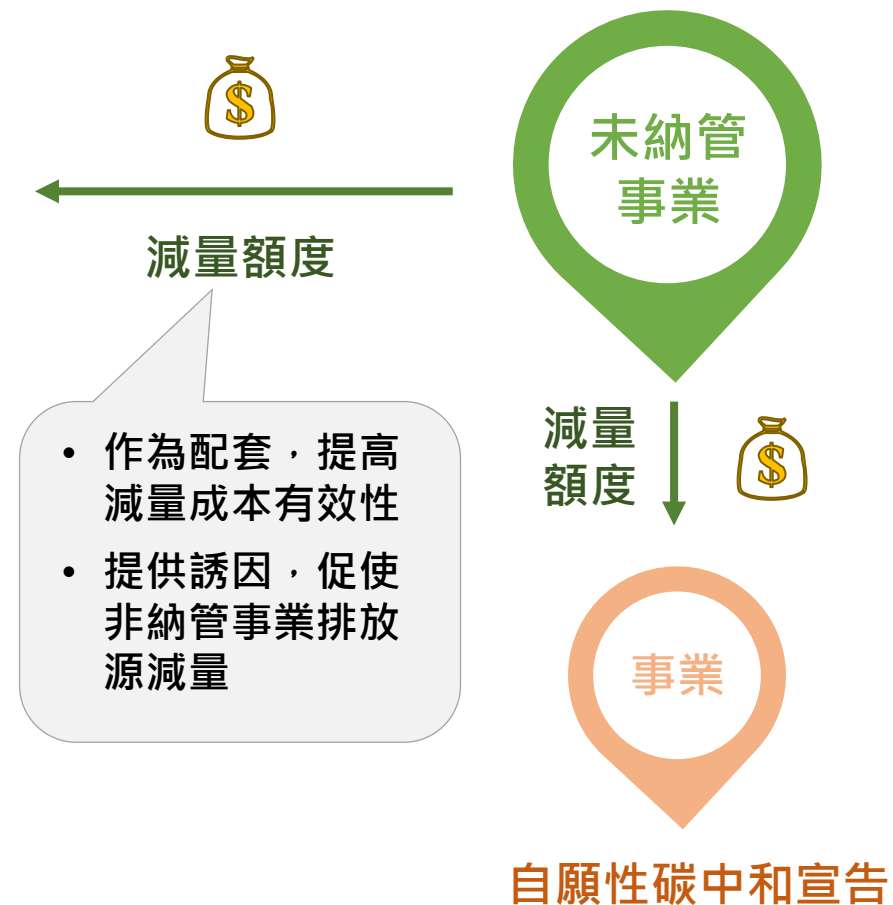 $
未納管
事業
減量額度
• 作為配套，提高
減量成本有效性
• 提供誘因，促使
非納管事業排放
源減量
減量
額度
$
事業
自願性碳中和宣告